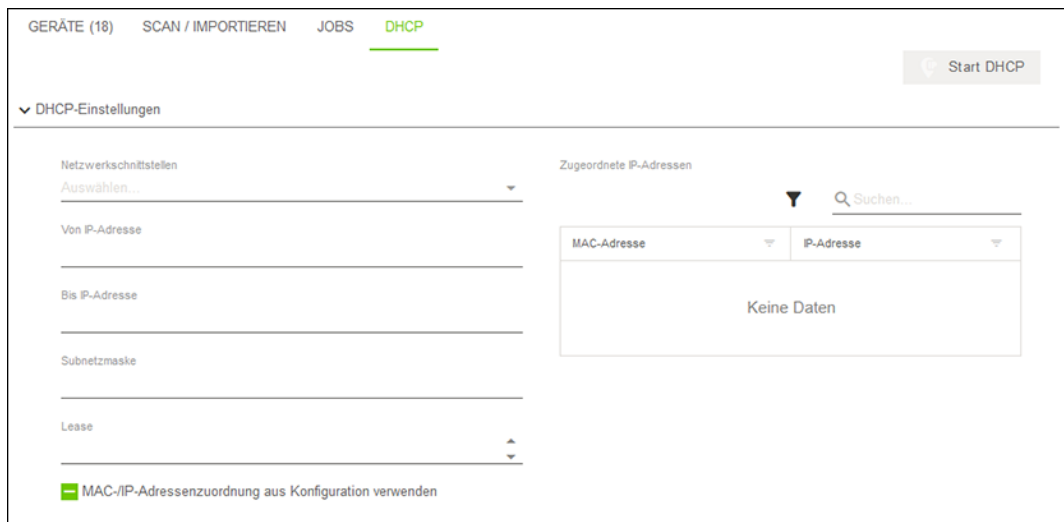 GERÄTE (18) SCAN / IMPORTIEREN JOBS DHCP
Start DHCP
DHCP-Einstellungen
Netzwerkschnittstellen
Auswählen...
Von IP-Adresse
Bis IP-Adresse
Subnetzmaske
Lease
MAC-/IP-Adressenzuordnung aus Konfiguration verwenden
Zugeordnete IP-Adressen
Suchen...
MAC-Adresse IP-Adresse
Keine Daten